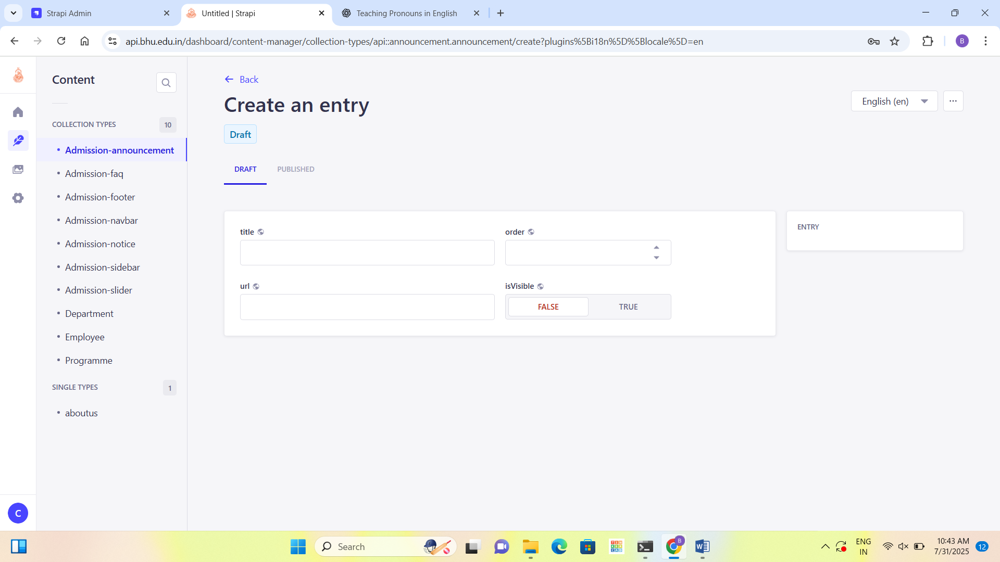 Strapi Admin
Untitled | Strapi
Teaching Pronouns in English
api.bhu.edu.in/dashboard/content-manager/collection-types/api::announcement.announcement/create?plugins%5Bi18n%5D%5Blocale%5D=en
B
Content
COLLECTION TYPES 10
Admission-announcement
Admission-faq
Admission-footer
Admission-navbar
Admission-notice
Admission-sidebar
Admission-slider
Department
Employee
Programme
SINGLE TYPES 1
aboutus
C
Back
Create an entry
English (en)
Draft
DRAFT PUBLISHED
title
order
url
isVisible
FALSE TRUE
ENTRY
Search
TIN
KER
CAD
B
ENG
IN
10:43 AM
7/31/2025
12